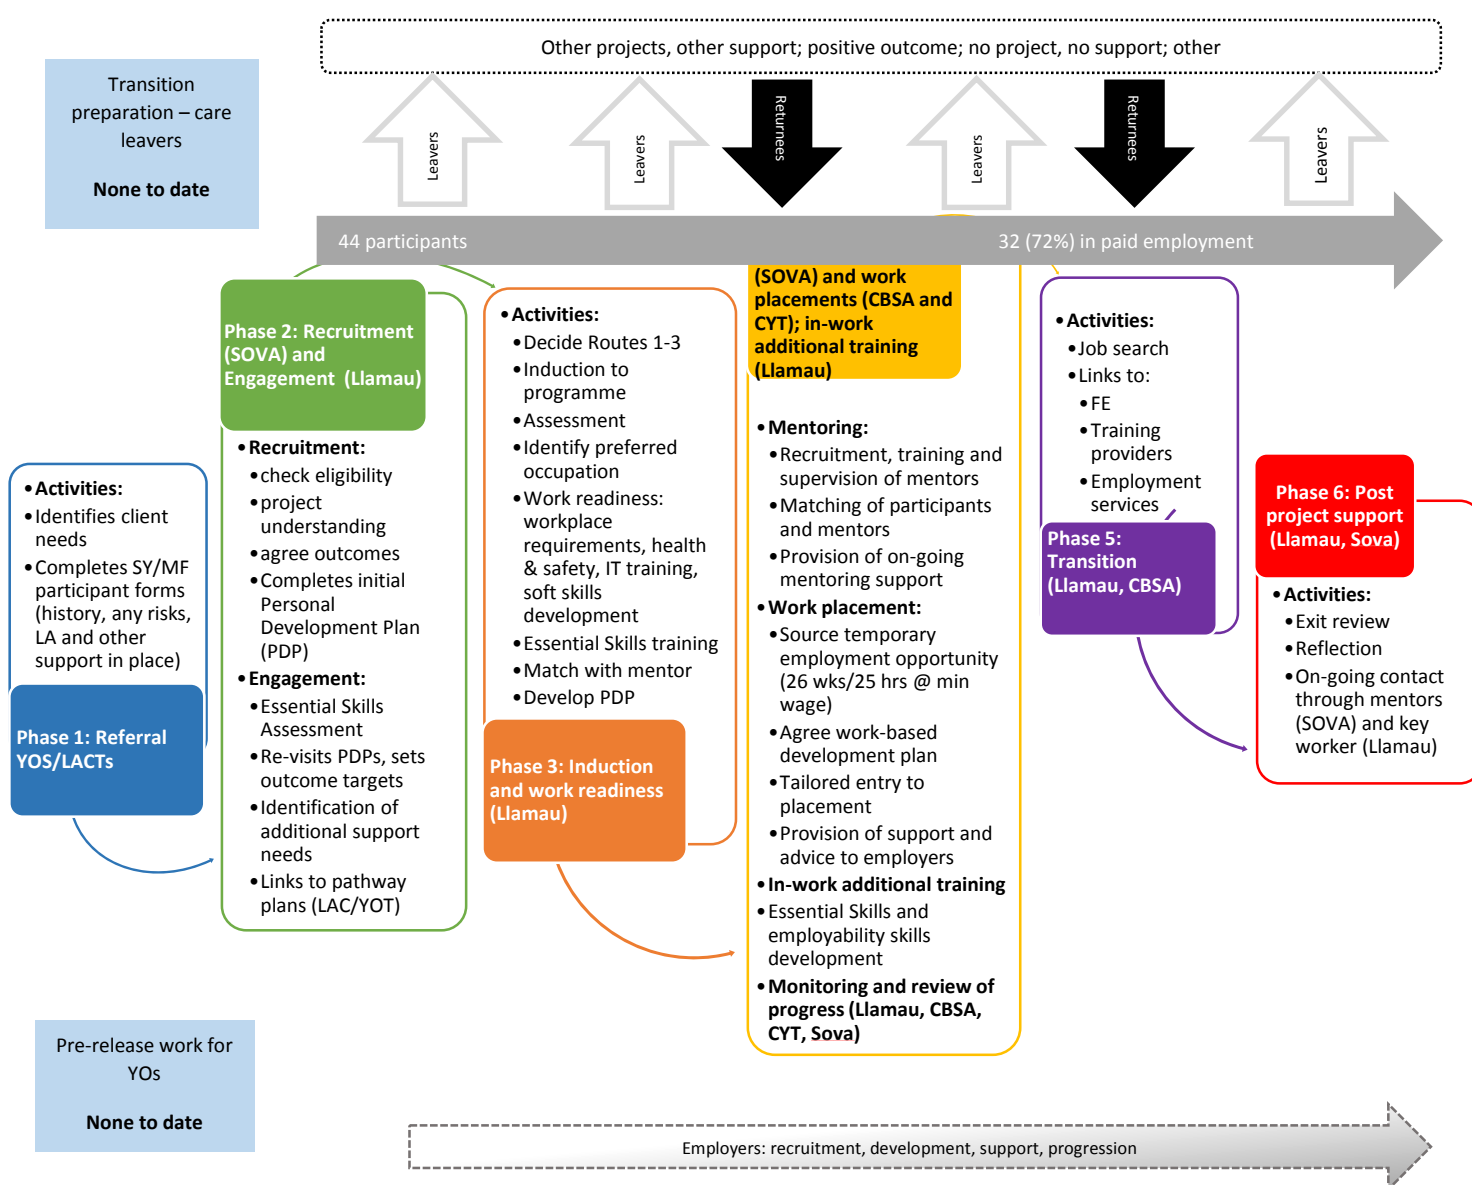 Other projects, other support; positive outcome; no project, no support; other
Transition
preparation – care
leavers
None to date
Leavers
Leavers
Returnees
Leavers
Returnees
Leavers
44 participants
32 (72%) in paid employment
Phase 1: Referral
YOS/LACTs
•Activities:
•Identifies client
needs
•Completes SY/MF
participant forms
(history, any risks,
LA and other
support in place)
Phase 2: Recruitment
(SOVA) and
Engagement (Llamau)
•Recruitment:
•check eligibility
•project
understanding
•agree outcomes
•Completes initial
Personal
Development Plan
(PDP)
•Engagement:
•Essential Skills
Assessment
•Re-visits PDPs, sets
outcome targets
•Identification of
additional support
needs
•Links to pathway
plans (LAC/YOT)
•Activities:
•Decide Routes 1-3
•Induction to
programme
•Assessment
•Identify preferred
occupation
•Work readiness:
workplace
requirements, health
& safety, IT training,
soft skills
development
•Essential Skills training
•Match with mentor
•Develop PDP
Phase 3: Induction
and work readiness
(Llamau)
(SOVA) and work
placements (CBSA and
CYT); in-work
additional training
(Llamau)
•Mentoring:
•Recruitment, training and
supervision of mentors
•Matching of participants
and mentors
•Provision of on-going
mentoring support
•Work placement:
•Source temporary
employment opportunity
(26 wks/25 hrs @ min
wage)
•Agree work-based
development plan
•Tailored entry to
placement
•Provision of support and
advice to employers
•In-work additional training
•Essential Skills and
employability skills
development
•Monitoring and review of
progress (Llamau, CBSA,
CYT, Sova)
•Activities:
•Job search
•Links to:
•FE
•Training
providers
•Employment
services
Phase 5:
Transition
(Llamau, CBSA)
Phase 6: Post
project support
(Llamau, Sova)
•Activities:
•Exit review
•Reflection
•On-going contact
through mentors
(SOVA) and key
worker (Llamau)
Pre-release work for
YOs
None to date
Employers: recruitment, development, support, progression